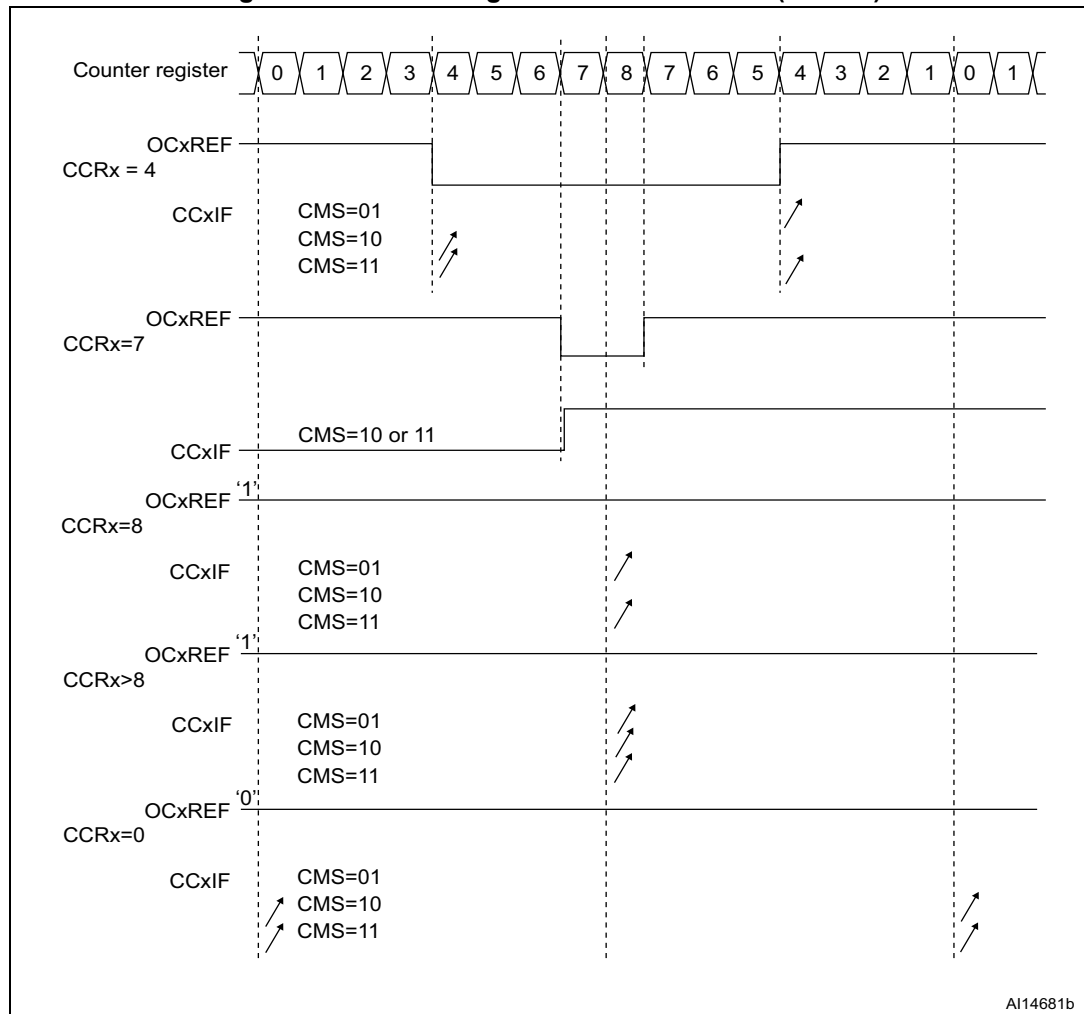 Counter register 0 1 2 3 4 5 6 7 8 7 6 5 4 3 2 1 0 1
OCxREF
CCRx = 4
CCxIF
CMS=01
CMS=10
CMS=11
OCxREF
CCRx=7
CMS=10 or 11
CCxIF
OCxREF '1'
CCRx=8
CCxIF
CMS=01
CMS=10
CMS=11
OCxREF '1'
CCRx>8
CCxIF
CMS=01
CMS=10
CMS=11
OCxREF '0'
CCRx=0
CCxIF
CMS=01
CMS=10
CMS=11
AI14681b